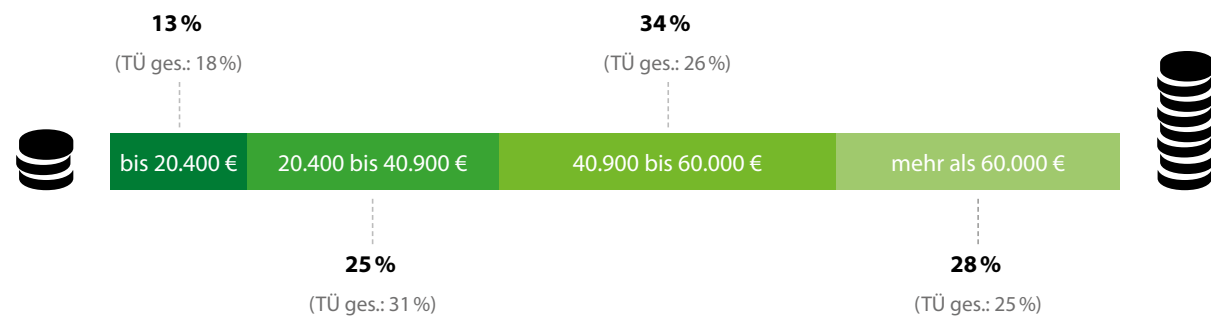 13 %
(TÜ ges.: 18 %)
34 %
(TÜ ges.: 26 %)
bis 20.400 €
20.400 bis 40.900 €
40.900 bis 60.000 €
mehr als 60.000 €
25 %
(TÜ ges.: 31 %)
28 %
(TÜ ges.: 25 %)